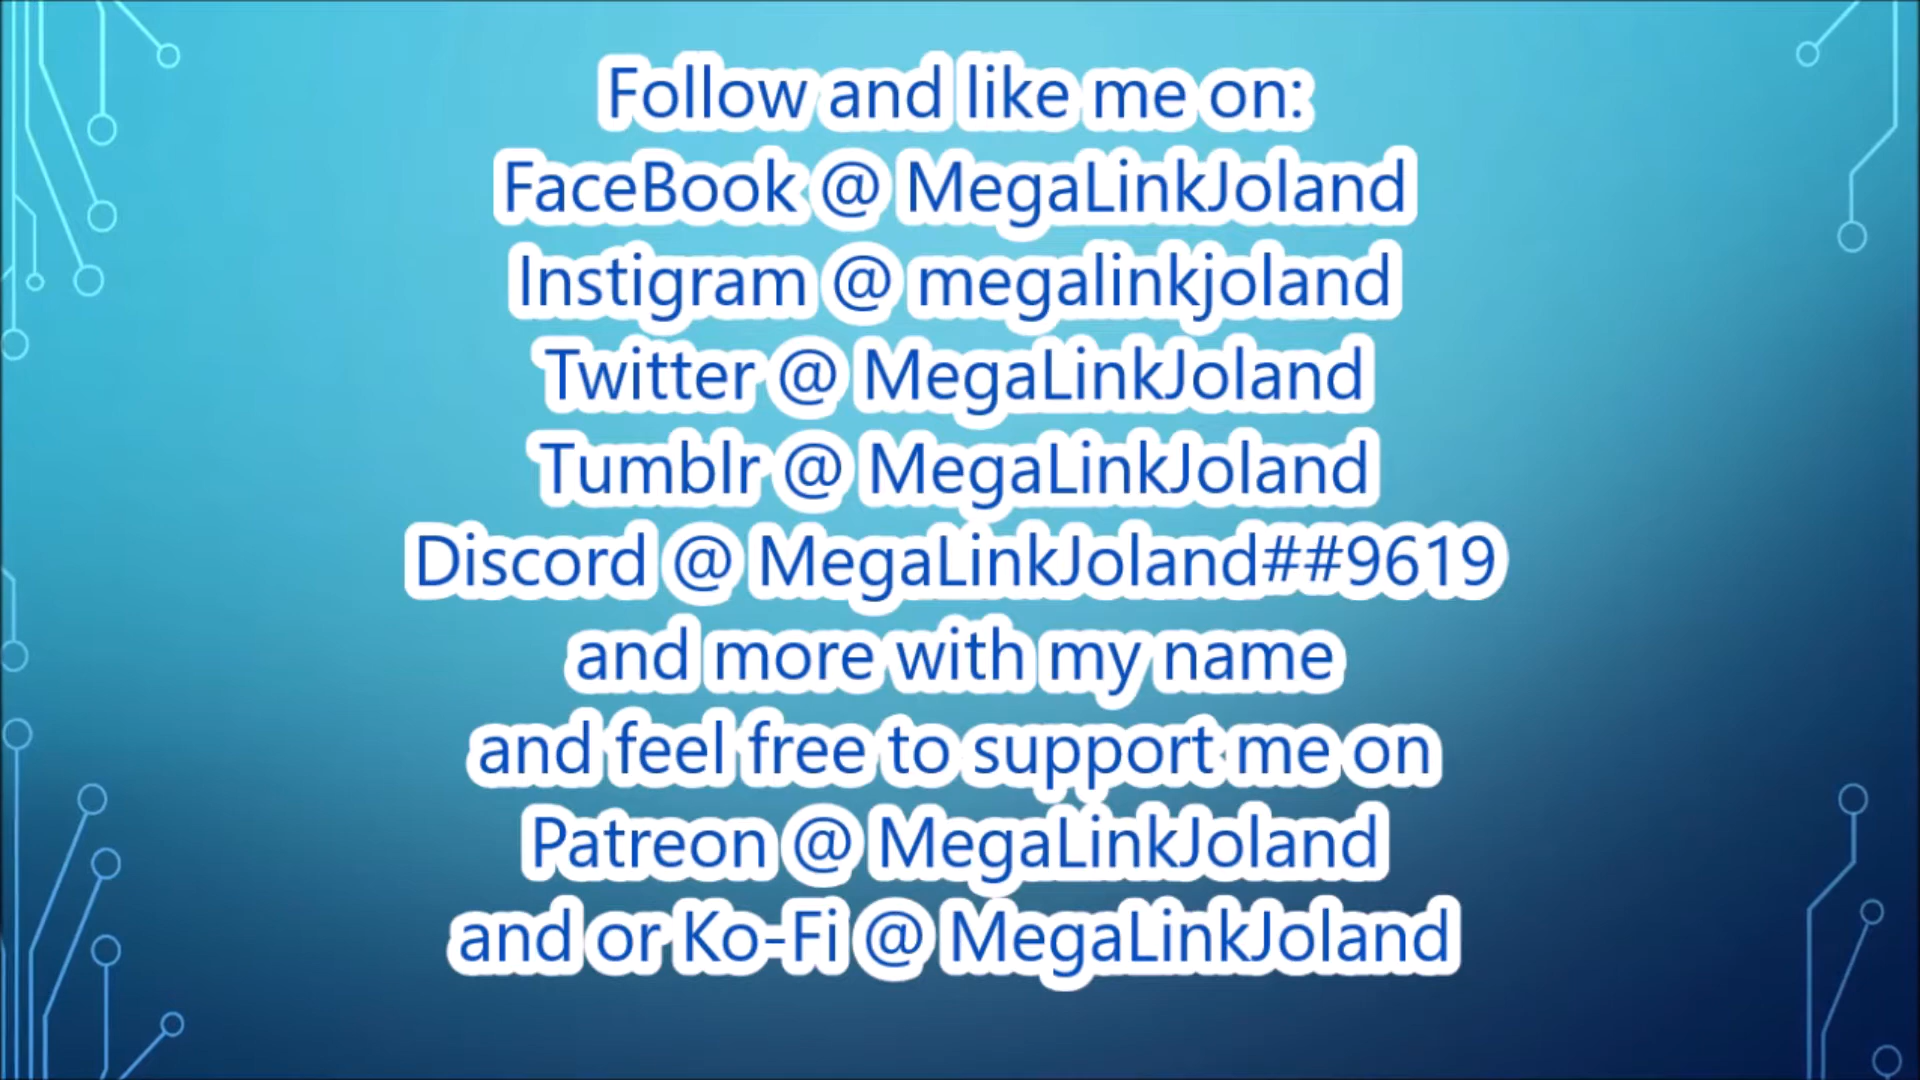 Follow and like me on:
FaceBook @ MegaLinkJoland
Instigram @ megalinkjoland
Twitter @ MegaLinkJoland
Tumblr @ MegaLinkJoland
Discord @ MegaLinkJoland##9619
and more with my name
and feel free to support me on
Patreon @ MegaLinkJoland
and or Ko-Fi @ MegaLinkJoland